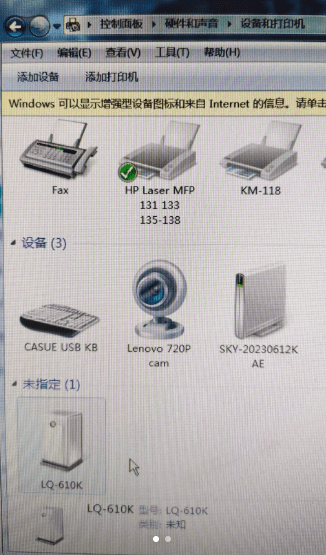 控制面板 ▸ 硬件和声音 ▸ 设备和打印机
文件(F) 编辑(E) 查看(V) 工具(T) 帮助(H)
添加设备 添加打印机
Windows 可以显示增强型设备图标和来自 Internet 的信息。请单击
Fax
HP Laser MFP
131 133
135-138
KM-118
设备 (3)
CASUE USB KB
Lenovo 720P
cam
SKY-20230612K
AE
未指定 (1)
LQ-610K
LQ-610K 型号: LQ-610K
类别: 未知